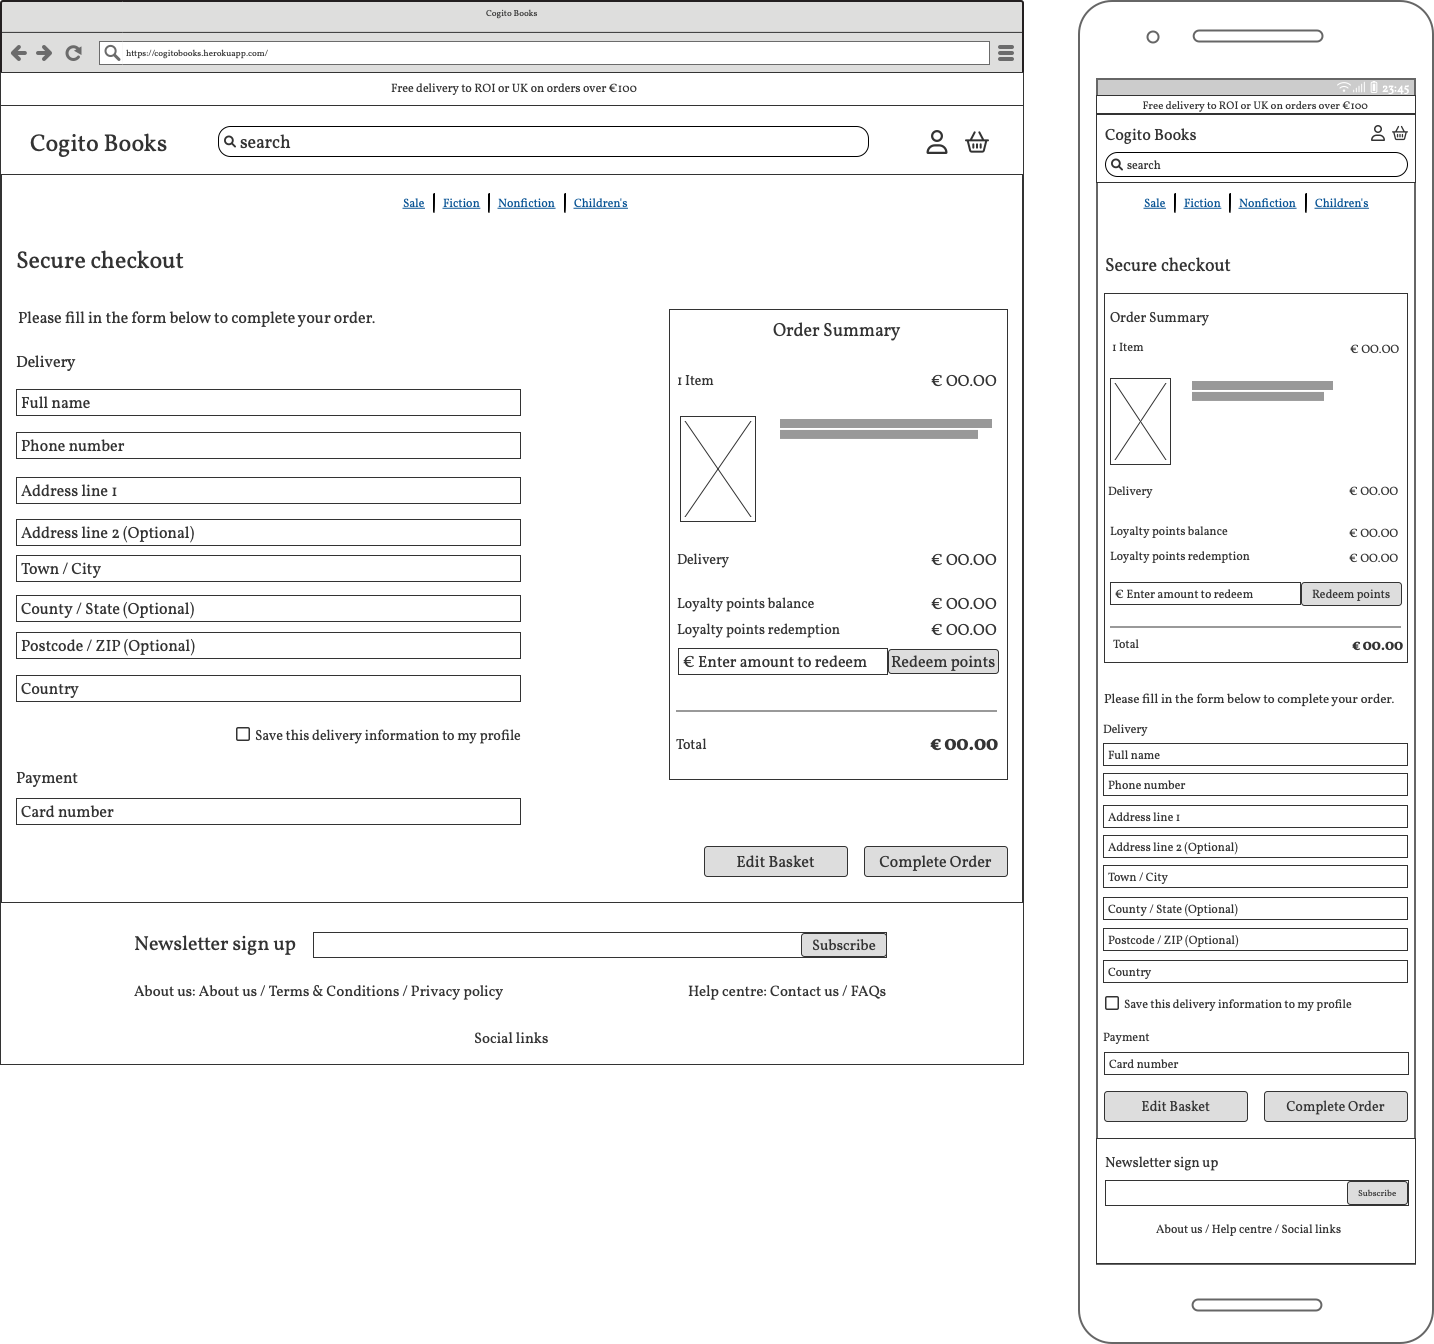 Cogito Books
https://cogitobooks.herokuapp.com/
Free delivery to ROI or UK on orders over €100
Cogito Books
search
Sale
Fiction
Nonfiction
Children's
Secure checkout
Please fill in the form below to complete your order.
Delivery
Full name
Phone number
Address line 1
Address line 2 (Optional)
Town / City
County / State (Optional)
Postcode / ZIP (Optional)
Country
Save this delivery information to my profile
Payment
Card number
Order Summary
1 Item € 00.00
Delivery € 00.00
Loyalty points balance € 00.00
Loyalty points redemption € 00.00
€ Enter amount to redeem Redeem points
Total € 00.00
Edit Basket Complete Order
Newsletter sign up Subscribe
About us: About us / Terms & Conditions / Privacy policy
Help centre: Contact us / FAQs
Social links
23:45
Free delivery to ROI or UK on orders over €100
Cogito Books
search
Sale
Fiction
Nonfiction
Children's
Secure checkout
Order Summary
1 Item € 00.00
Delivery € 00.00
Loyalty points balance € 00.00
Loyalty points redemption € 00.00
€ Enter amount to redeem Redeem points
Total € 00.00
Please fill in the form below to complete your order.
Delivery
Full name
Phone number
Address line 1
Address line 2 (Optional)
Town / City
County / State (Optional)
Postcode / ZIP (Optional)
Country
Save this delivery information to my profile
Payment
Card number
Edit Basket Complete Order
Newsletter sign up
Subscribe
About us / Help centre / Social links